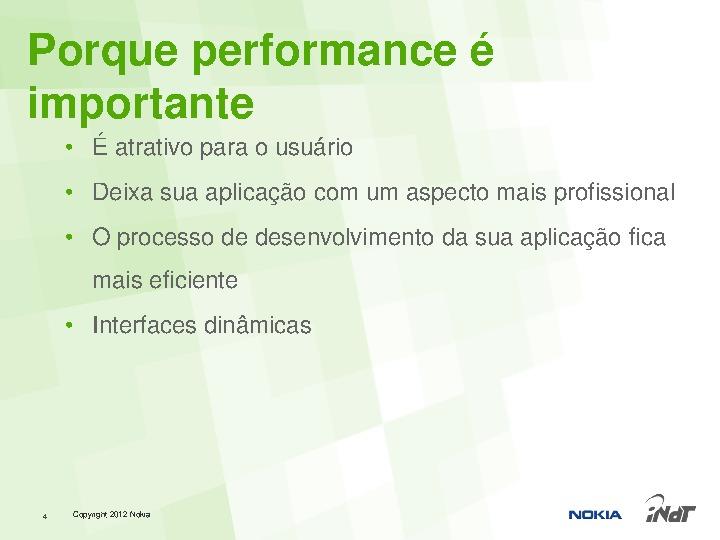 Porque performance é
importante
• É atrativo para o usuário
• Deixa sua aplicação com um aspecto mais profissional
• O processo de desenvolvimento da sua aplicação fica
mais eficiente
• Interfaces dinâmicas
4 Copyright 2012 Nokia
NOKIA iNdT